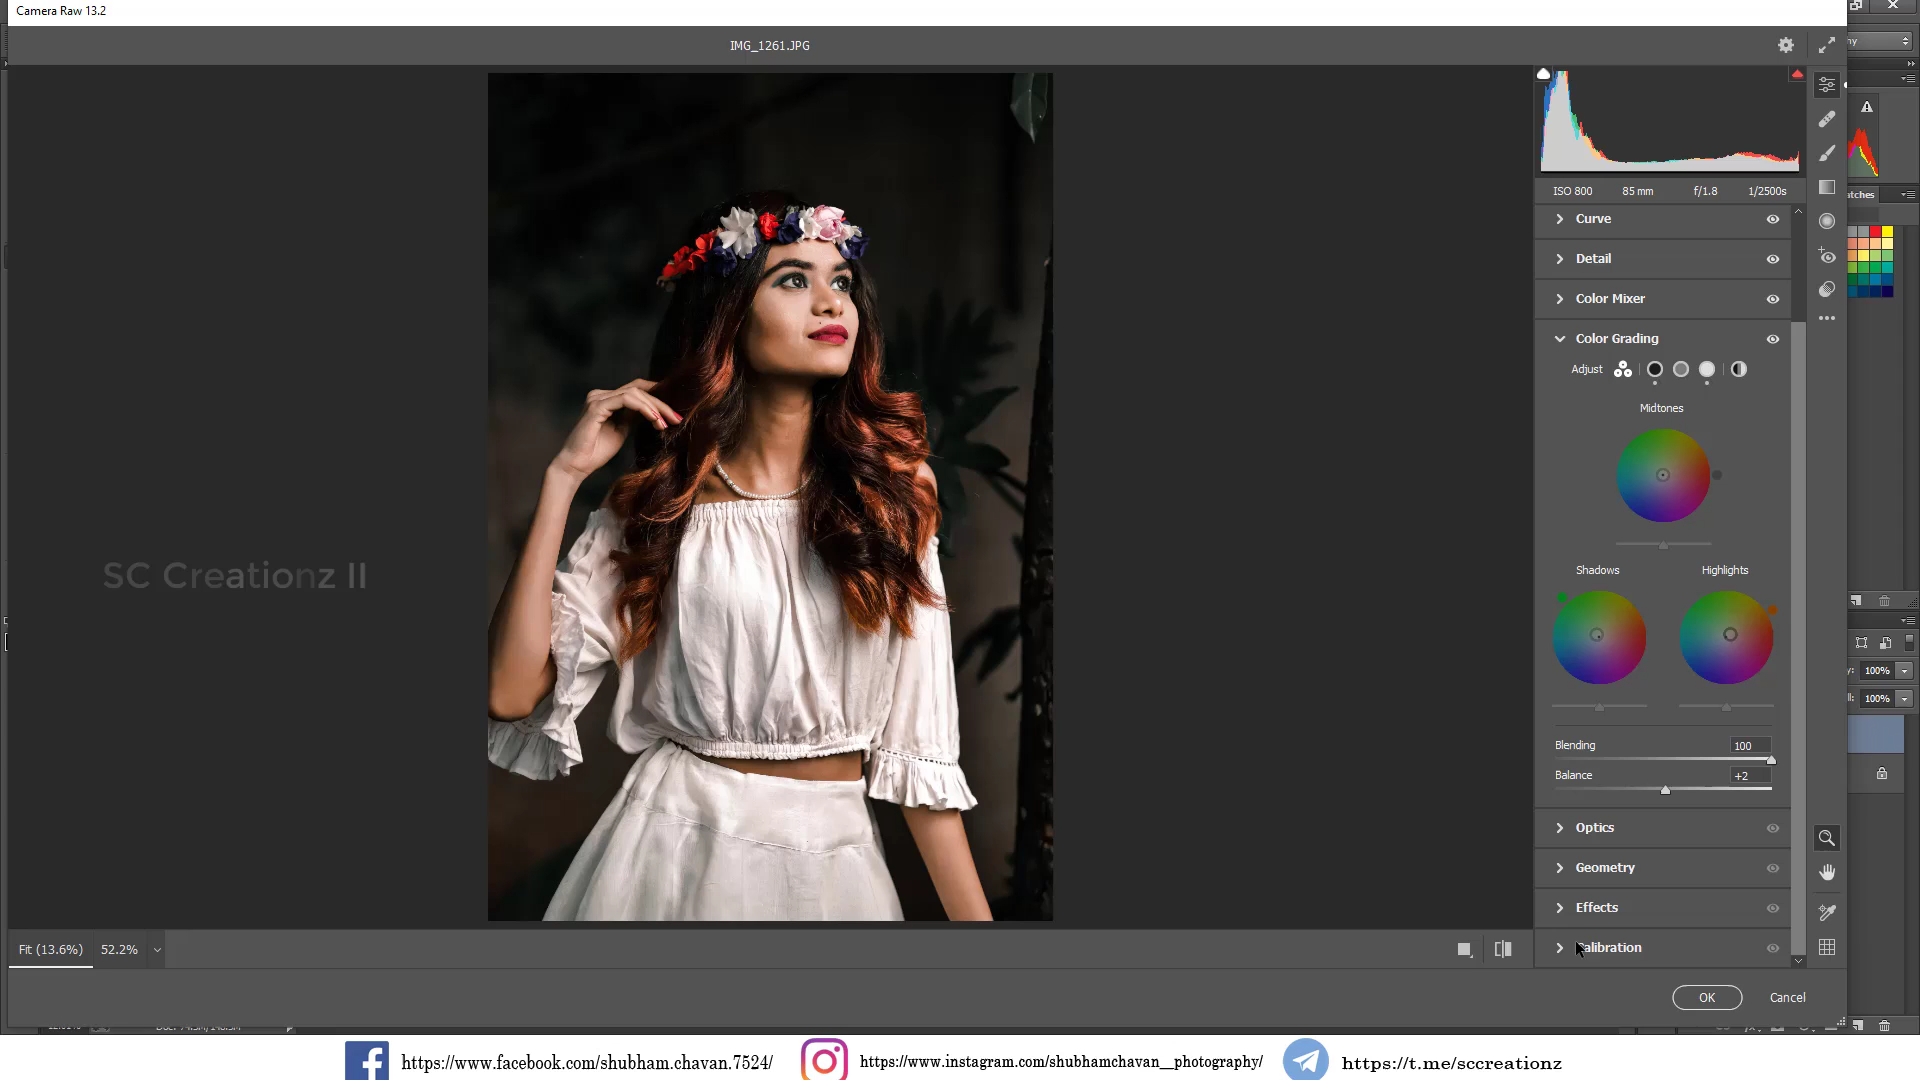 Camera Raw 13.2
IMG_1261.JPG
ISO 800 85 mm f/1.8 1/2500s
Curve
Detail
Color Mixer
Color Grading
Adjust
Midtones
Shadows Highlights
Blending 100
Balance +2
Optics
Geometry
Effects
Calibration
SC Creationz II
100%
100%
Fit (13.6%) 52.2%
OK Cancel
https://www.facebook.com/shubham.chavan.7524/ https://www.instagram.com/shubhamchavan__photography/ https://t.me/sccreationz